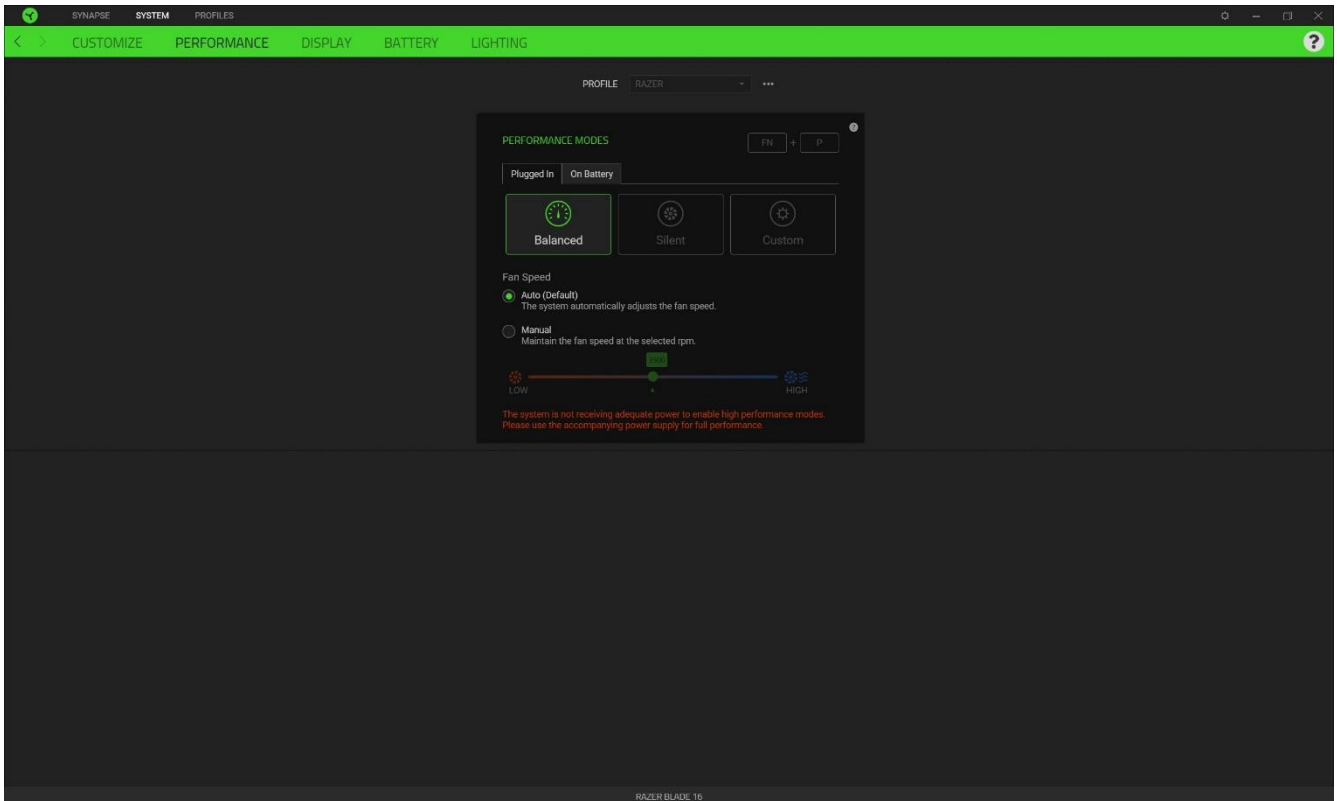 SYNAPSE SYSTEM PROFILES
CUSTOMIZE PERFORMANCE DISPLAY BATTERY LIGHTING ?
PROFILE RAZER
PERFORMANCE MODES FN + P ?
Plugged In On Battery
Balanced Silent Custom
Fan Speed
Auto (Default)
The system automatically adjusts the fan speed.
Manual
Maintain the fan speed at the selected rpm.
3500
LOW HIGH
The system is not receiving adequate power to enable high performance modes.
Please use the accompanying power supply for full performance.
RAZER BLADE 16